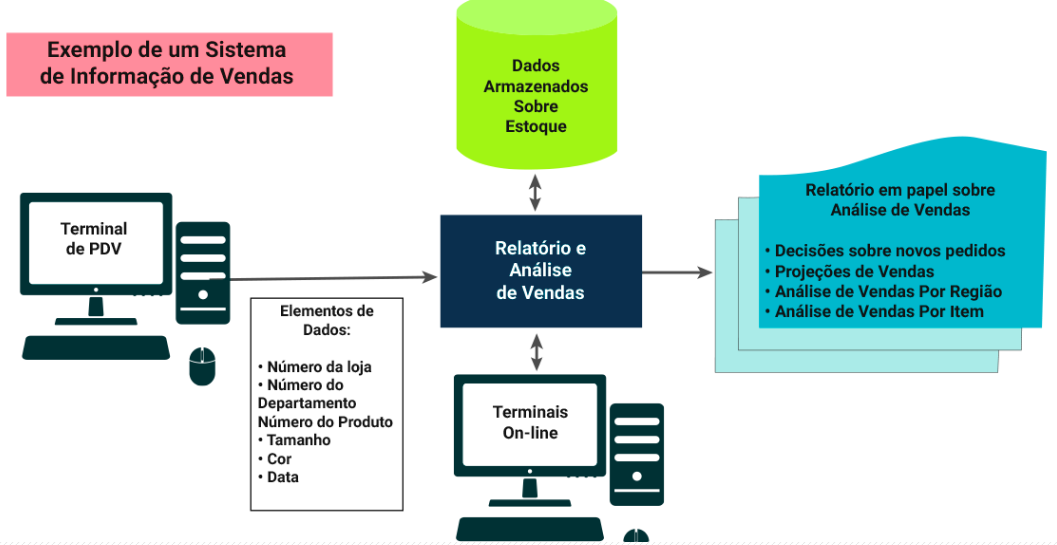 Exemplo de um Sistema
de Informação de Vendas
Dados
Armazenados
Sobre
Estoque
Terminal
de PDV
Relatório e
Análise
de Vendas
Relatório em papel sobre
Análise de Vendas
• Decisões sobre novos pedidos
• Projeções de Vendas
• Análise de Vendas Por Região
• Análise de Vendas Por Item
Elementos de
Dados:
• Número da loja
• Número do
Departamento
Número do Produto
• Tamanho
• Cor
• Data
Terminais
On-line